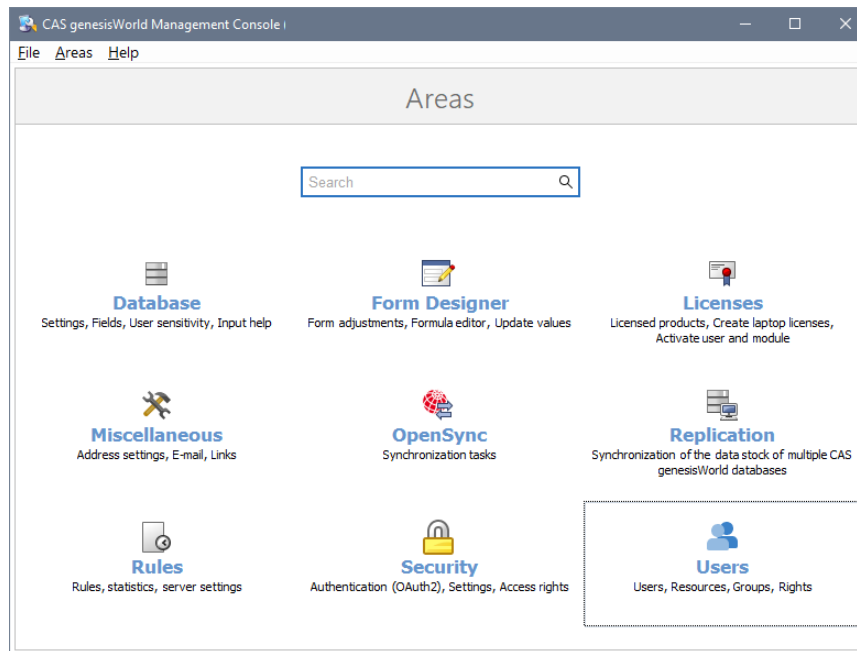 CAS genesisWorld Management Console (
File Areas Help
Areas
Search
Database
Settings, Fields, User sensitivity, Input help
Form Designer
Form adjustments, Formula editor, Update values
Licenses
Licensed products, Create laptop licenses,
Activate user and module
Miscellaneous
Address settings, E-mail, Links
OpenSync
Synchronization tasks
Replication
Synchronization of the data stock of multiple CAS
genesisWorld databases
Rules
Rules, statistics, server settings
Security
Authentication (OAuth2), Settings, Access rights
Users
Users, Resources, Groups, Rights